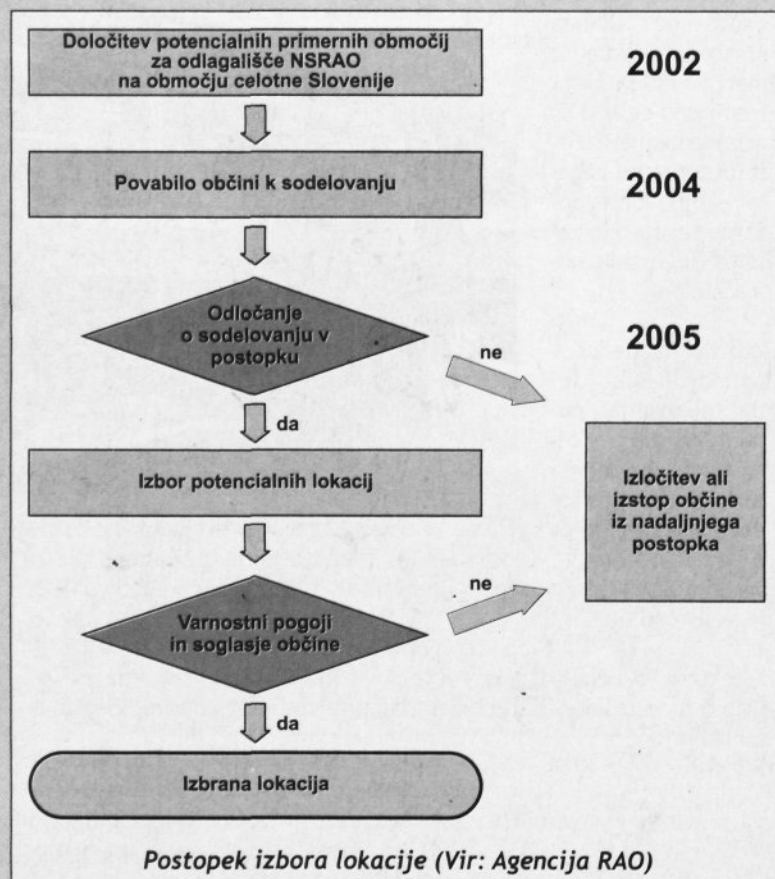 Določitev potencialnih primernih območij
za odlagališče NSRAO
na območju celotne Slovenije
2002
Povabilo občini k sodelovanju
2004
Odločanje
o sodelovanju v
postopku
2005
ne
da
Izbor potencialnih lokacij
Izločitev ali
izstop občine
iz nadaljnjega
postopka
ne
Varnostni pogoji
in soglasje občine
da
Izbrana lokacija
Postopek izbora lokacije (Vir: Agencija RAO)